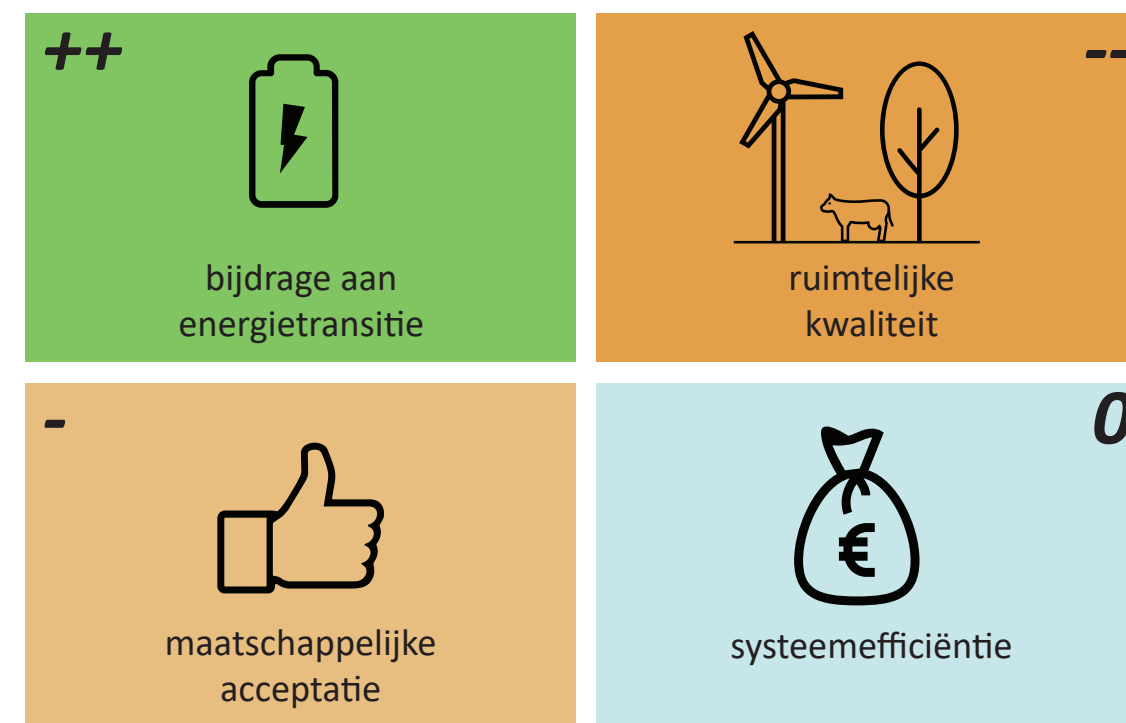 ++
bijdrage aan
energietransitie
--
ruimtelijke
kwaliteit
-
maatschappelijke
acceptatie
0
€
systeemefficiëntie